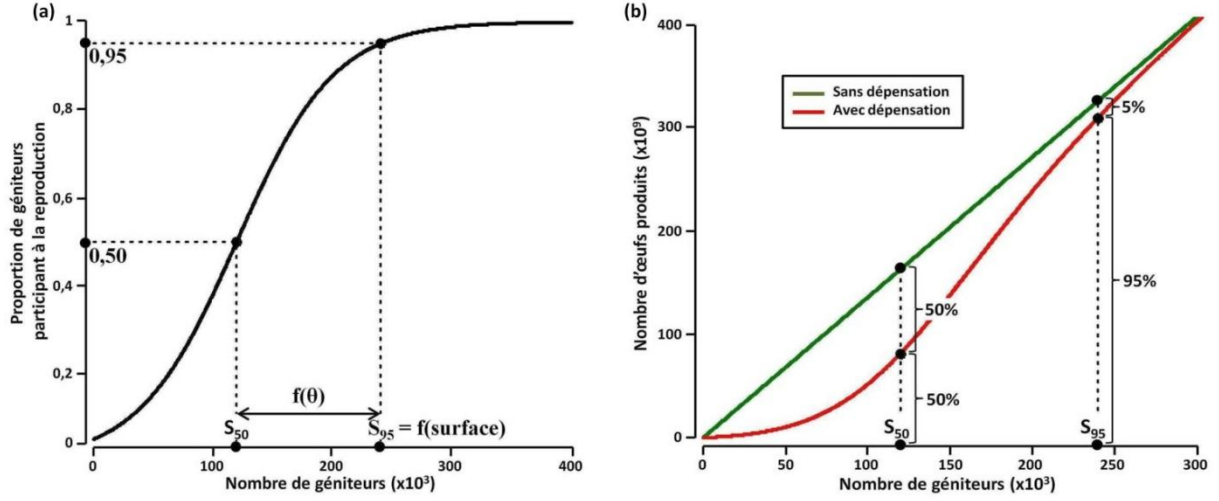 (a)
Proportion de géniteurs
participant à la reproduction
1
0,95
0,8
0,6
0,50
0,4
0,2
0
f(θ)
S50
S95 = f(surface)
0
100
200
300
400
Nombre de géniteurs (x10³)
(b)
Nombre d'œufs produits (x10⁹)
400
300
200
100
0
Sans dépensation
Avec dépensation
5%
95%
50%
50%
S50
S95
0
50
100
150
200
250
300
Nombre de géniteurs (x10³)